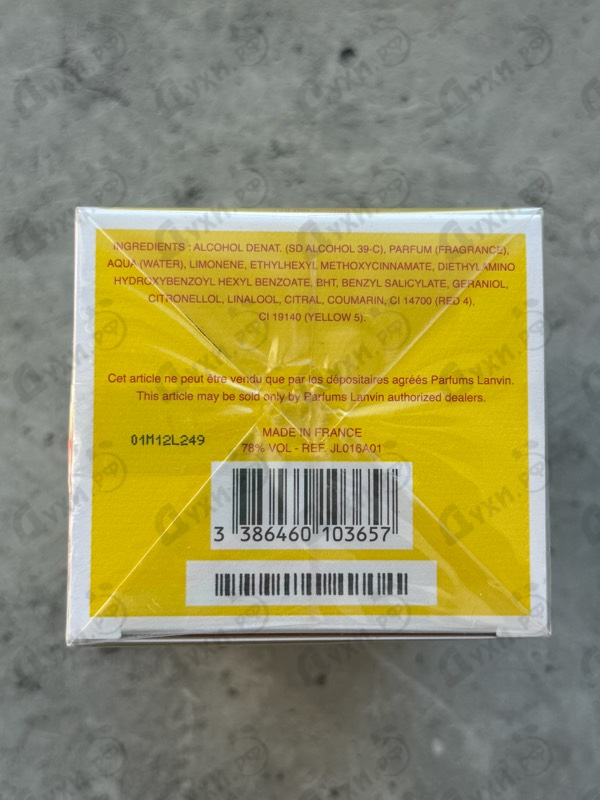 INGREDIENTS : ALCOHOL DENAT. (SD ALCOHOL 39-C), PARFUM (FRAGRANCE),
AQUA (WATER), LIMONENE, ETHYLHEXYL METHOXYCINNAMATE, DIETHYLAMINO
HYDROXYBENZOYL HEXYL BENZOATE, BHT, BENZYL SALICYLATE, GERANIOL,
CITRONELLOL, LINALOOL, CITRAL, COUMARIN, CI 14700 (RED 4),
CI 19140 (YELLOW 5).
Cet article ne peut être vendu que par les dépositaires agréés Parfums Lanvin.
This article may be sold only by Parfums Lanvin authorized dealers.
01M12L249
MADE IN FRANCE
78% VOL - REF. JL016A01
3 386460 103657